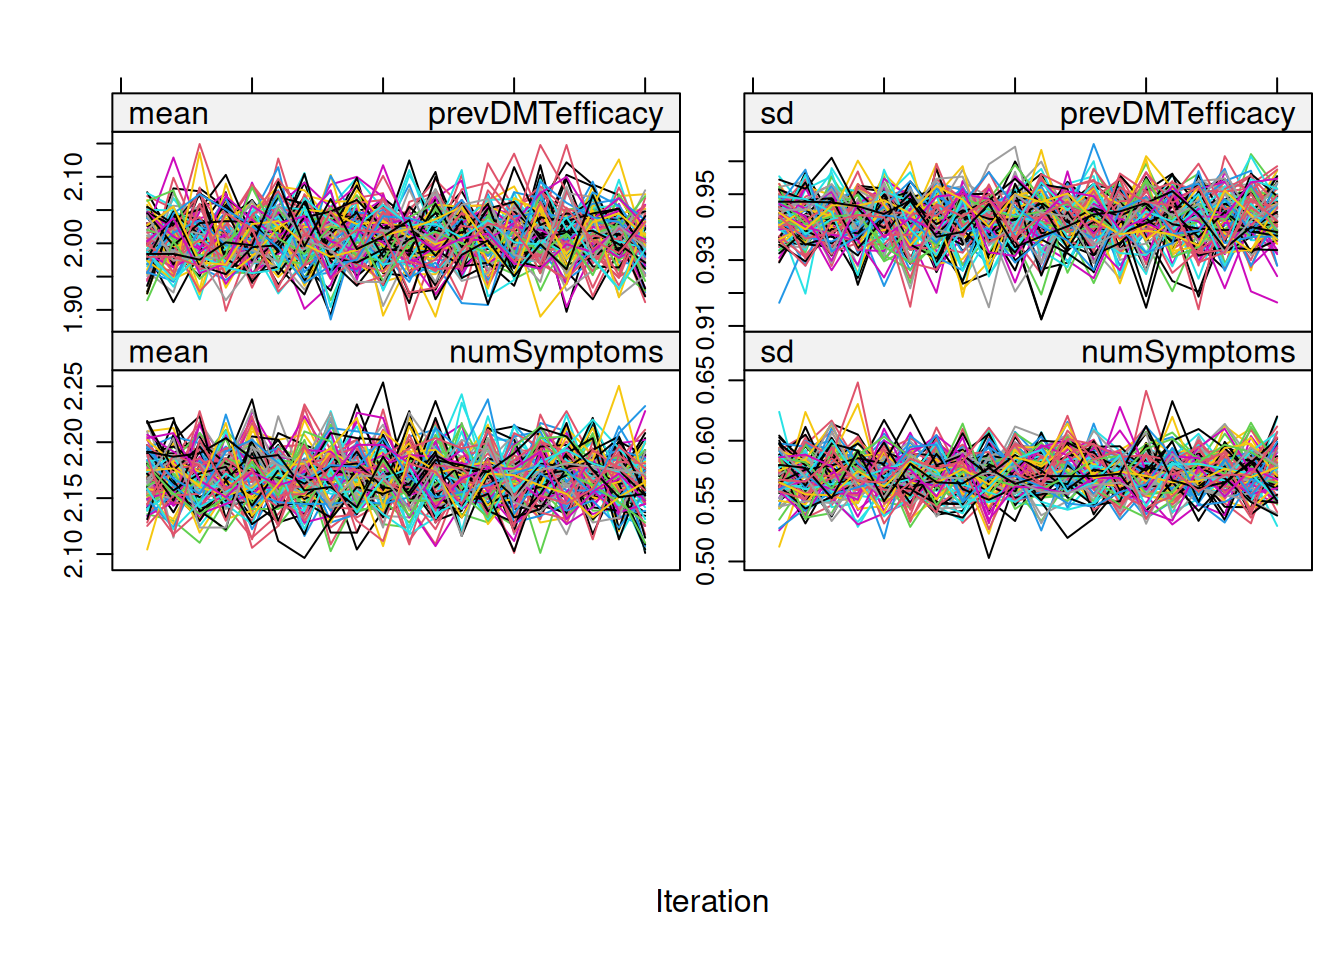 mean prevDMTefficacy
sd prevDMTefficacy
2.10
2.00
1.90
0.95
0.93
0.91
mean numSymptoms
sd numSymptoms
2.25
2.20
2.15
2.10
0.65
0.60
0.55
0.50
Iteration